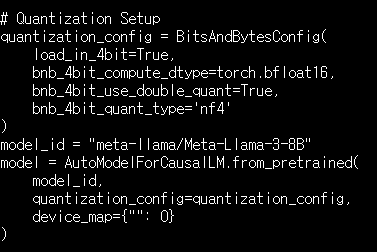 # Quantization Setup
quantization_config = BitsAndBytesConfig(
    load_in_4bit=True,
    bnb_4bit_compute_dtype=torch.bfloat16,
    bnb_4bit_use_double_quant=True,
    bnb_4bit_quant_type='nf4'
)
model_id = "meta-llama/Meta-Llama-3-8B"
model = AutoModelForCausalLM.from_pretrained(
    model_id,
    quantization_config=quantization_config,
    device_map={"": 0}
)